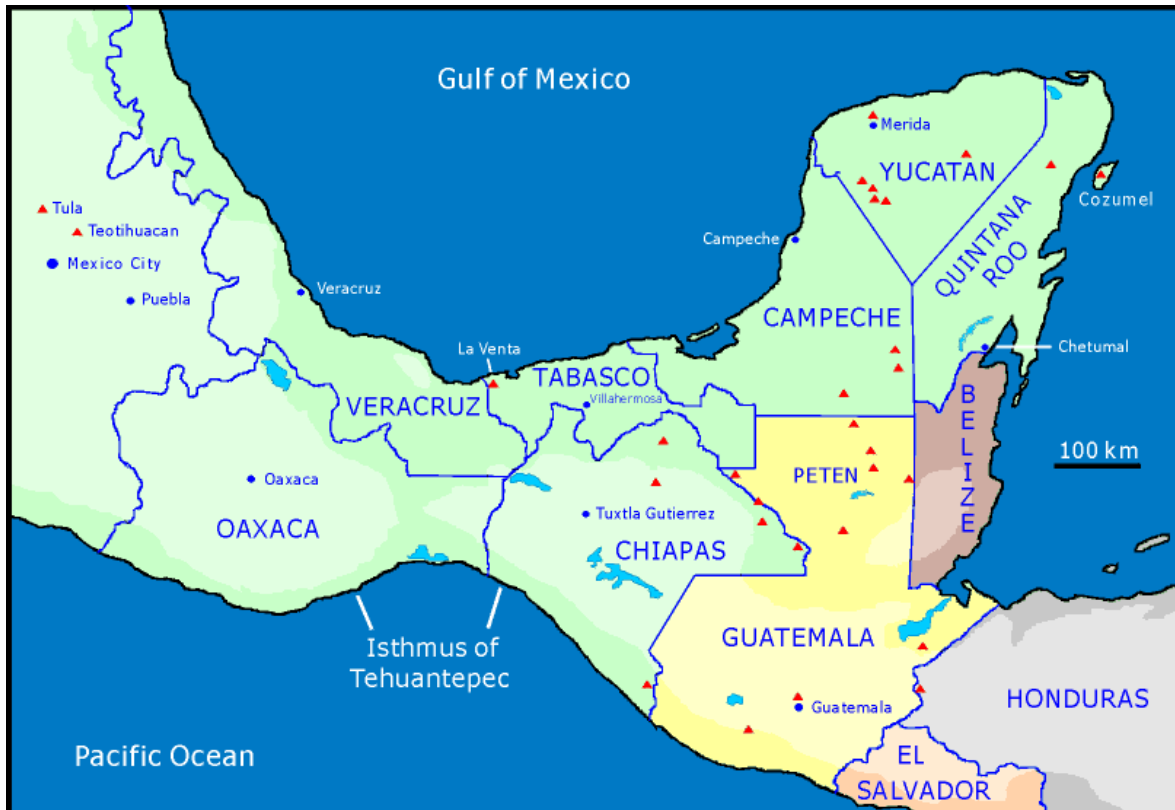 Gulf of Mexico
Merida
YUCATAN
Tula
Teotihuacan
Cozumel
Mexico City
Campeche
QUINTANA
ROO
Puebla
Veracruz
CAMPECHE
La Venta
Chetumal
TABASCO
Villahermosa
VERACRUZ
BELIZE
100 km
Oaxaca
PETEN
OAXACA
Tuxtla Gutierrez
CHIAPAS
Isthmus of
Tehuantepec
GUATEMALA
HONDURAS
Guatemala
Pacific Ocean
EL
SALVADOR